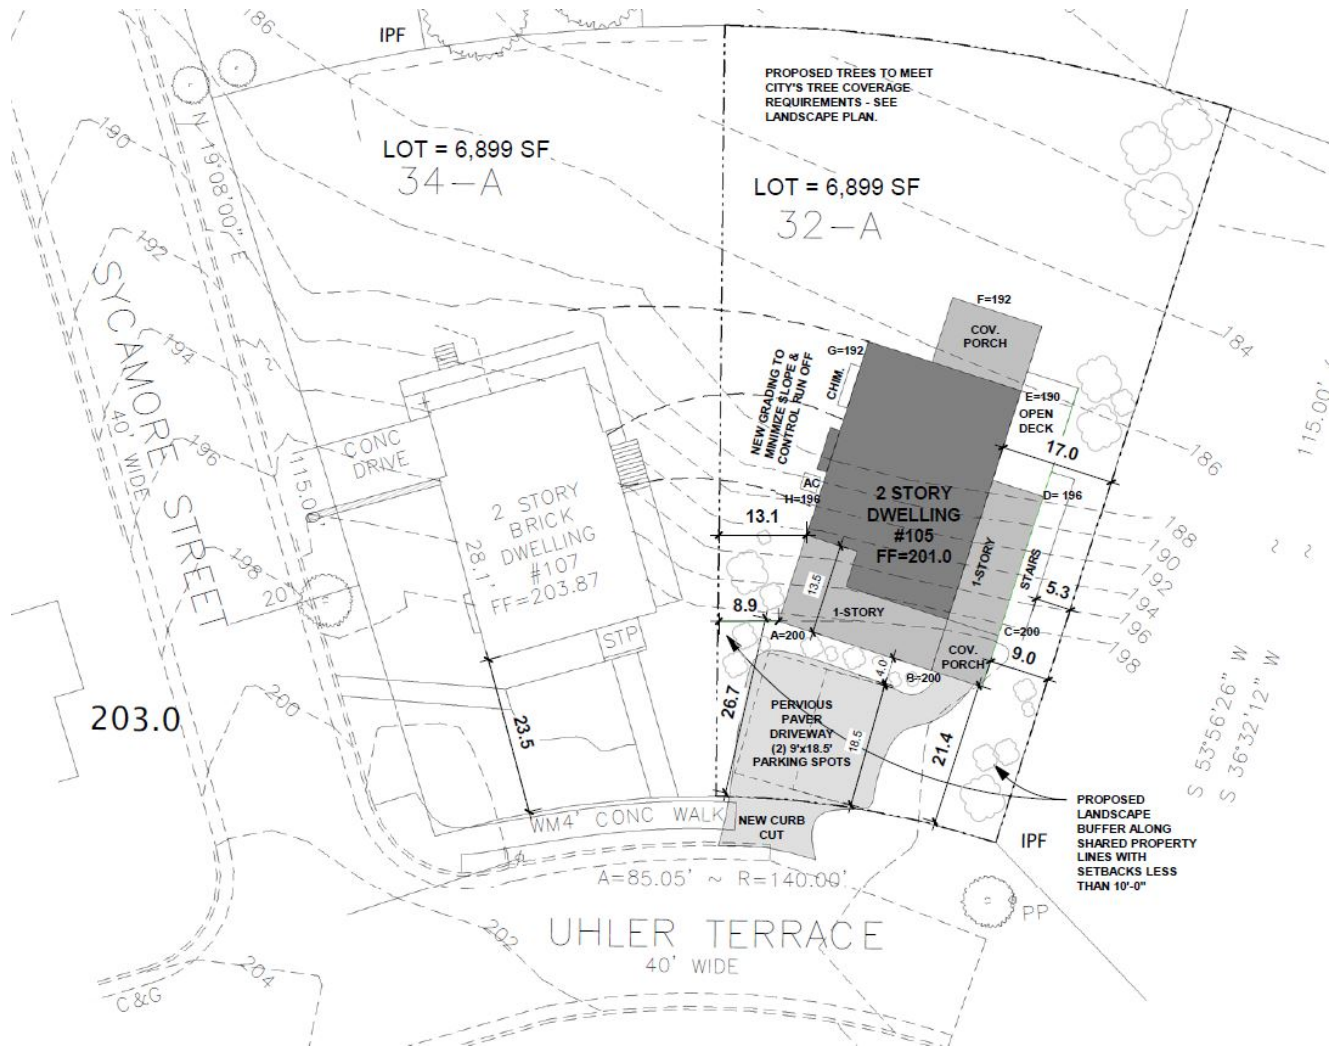 186
IPF
PROPOSED TREES TO MEET
CITY'S TREE COVERAGE
REQUIREMENTS - SEE
LANDSCAPE PLAN.
190
N 19°08'00" E
LOT = 6,899 SF
34-A
LOT = 6,899 SF
32-A
192
SYCAMORE STREET
40' WIDE
194
196
198
F=192
COV.
PORCH
184
G=192
CHIM.
NEW GRADING TO
MINIMIZE SLOPE &
CONTROL RUN OFF
E=190
OPEN
DECK
17.0
115.00'
186
CONC
DRIVE
115.00'
AC
H=196
2 STORY
DWELLING
#105
FF=201.0
D= 196
13.1
2 STORY
BRICK
DWELLING
#107
FF=203.87
28.1'
188
190
192
194
196
198
1-STORY
STAIRS
13.5
5.3
20'
8.9
1-STORY
A=200
C=200
STP
COV.
PORCH
9.0
4.0
B=200
200
203.0
23.5
26.7
PERVIOUS
PAVER
DRIVEWAY
(2) 9'x18.5'
PARKING SPOTS
18.5
21.4
S 53°56'26" W
S 36°32'12" W
WM
4' CONC WALK
NEW CURB
CUT
IPF
PROPOSED
LANDSCAPE
BUFFER ALONG
SHARED PROPERTY
LINES WITH
SETBACKS LESS
THAN 10'-0"
A=85.05' ~ R=140.00'
PP
202
UHLER TERRACE
40' WIDE
204
C&G